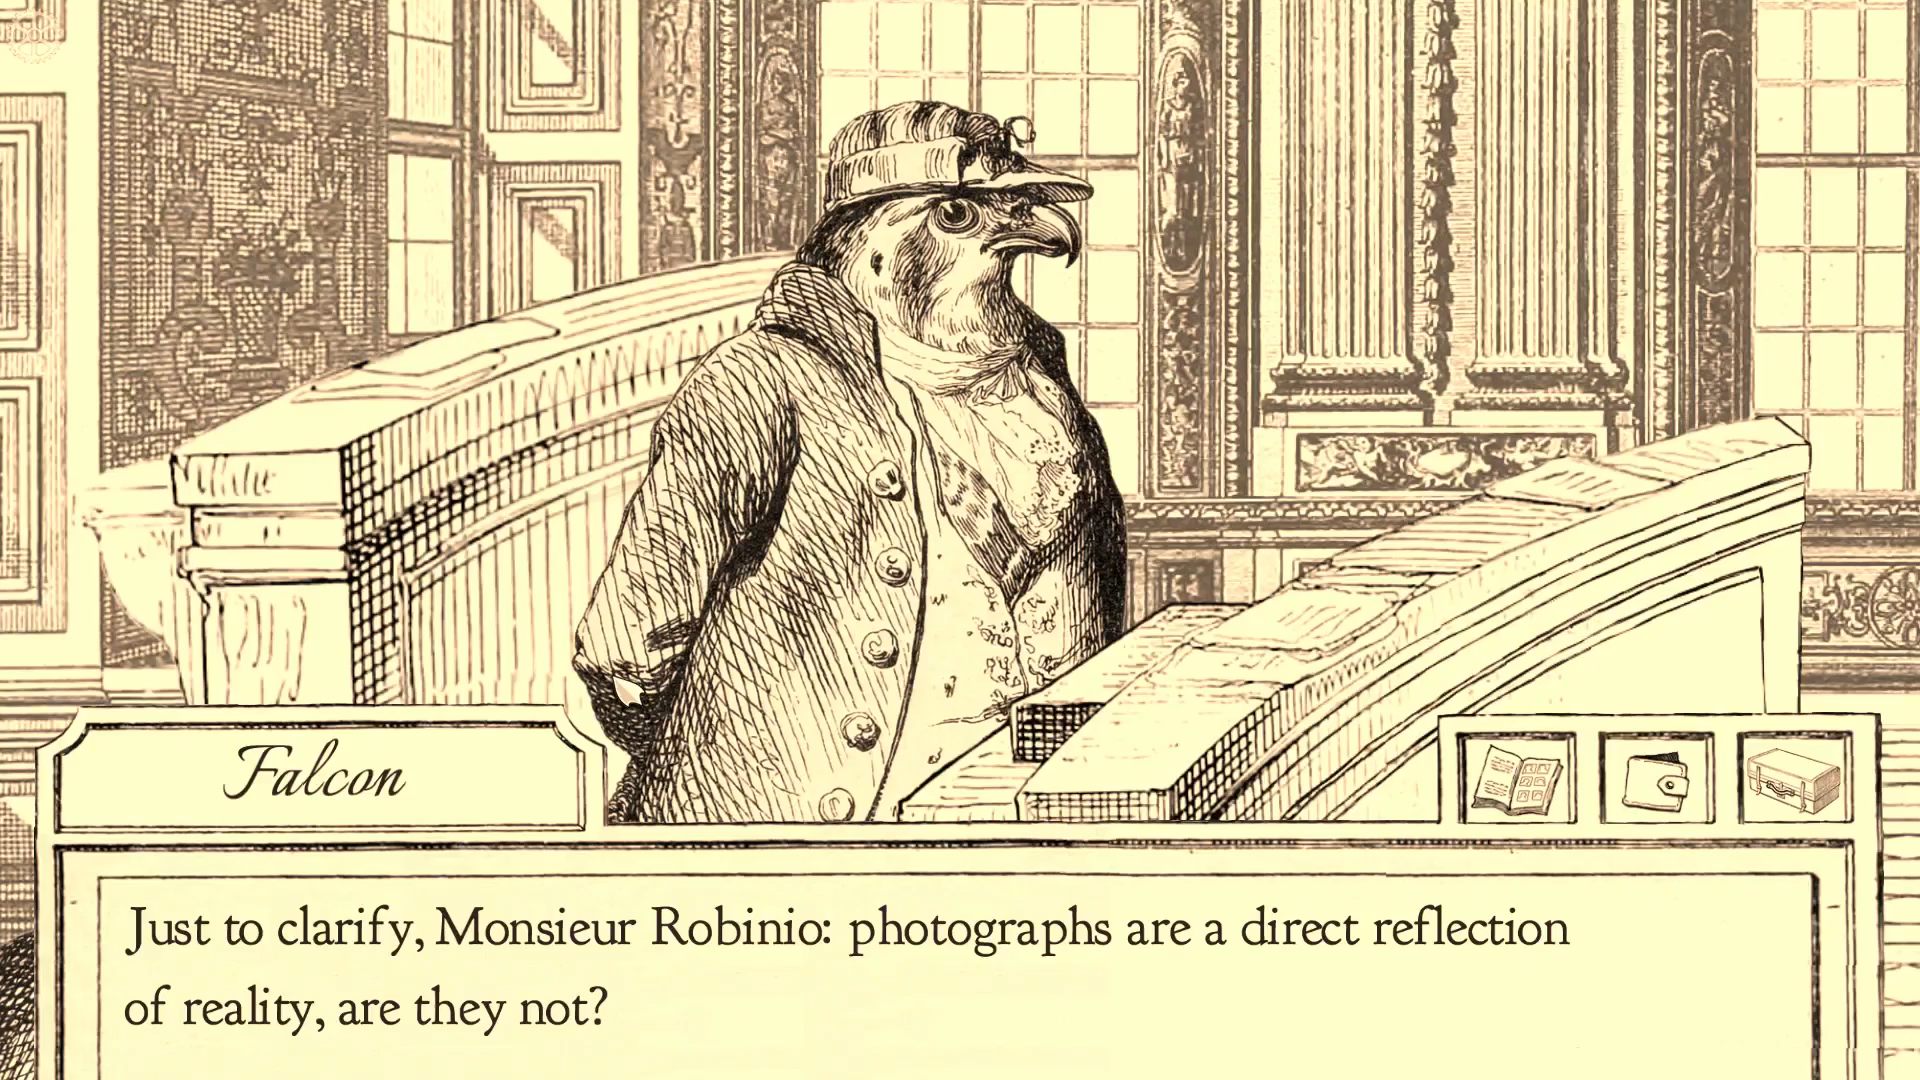 Falcon
Just to clarify, Monsieur Robinio: photographs are a direct reflection
of reality, are they not?